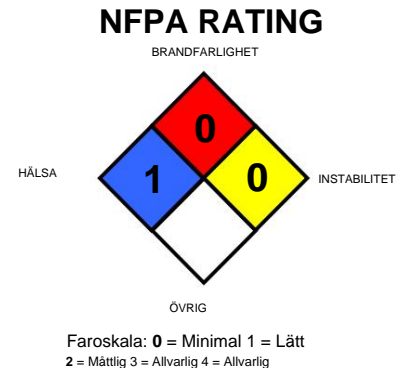 NFPA RATING
BRANDFARLIGHET
0
HÄLSA 1 0 INSTABILITET
ÖVRIG
Faroskala: 0 = Minimal 1 = Lätt
2 = Måttlig 3 = Allvarlig 4 = Allvarlig